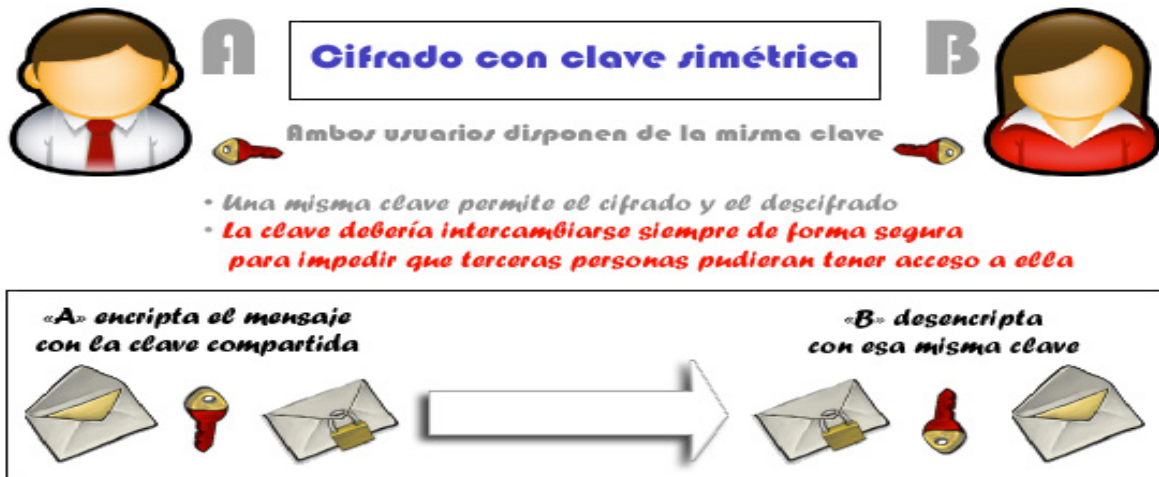 A
Cifrado con clave simétrica
B
Ambos usuarios disponen de la misma clave
• Una misma clave permite el cifrado y el descifrado
• La clave debería intercambiarse siempre de forma segura
para impedir que terceras personas pudieran tener acceso a ella
«A» encripta el mensaje
con la clave compartida
«B» desencripta
con esa misma clave